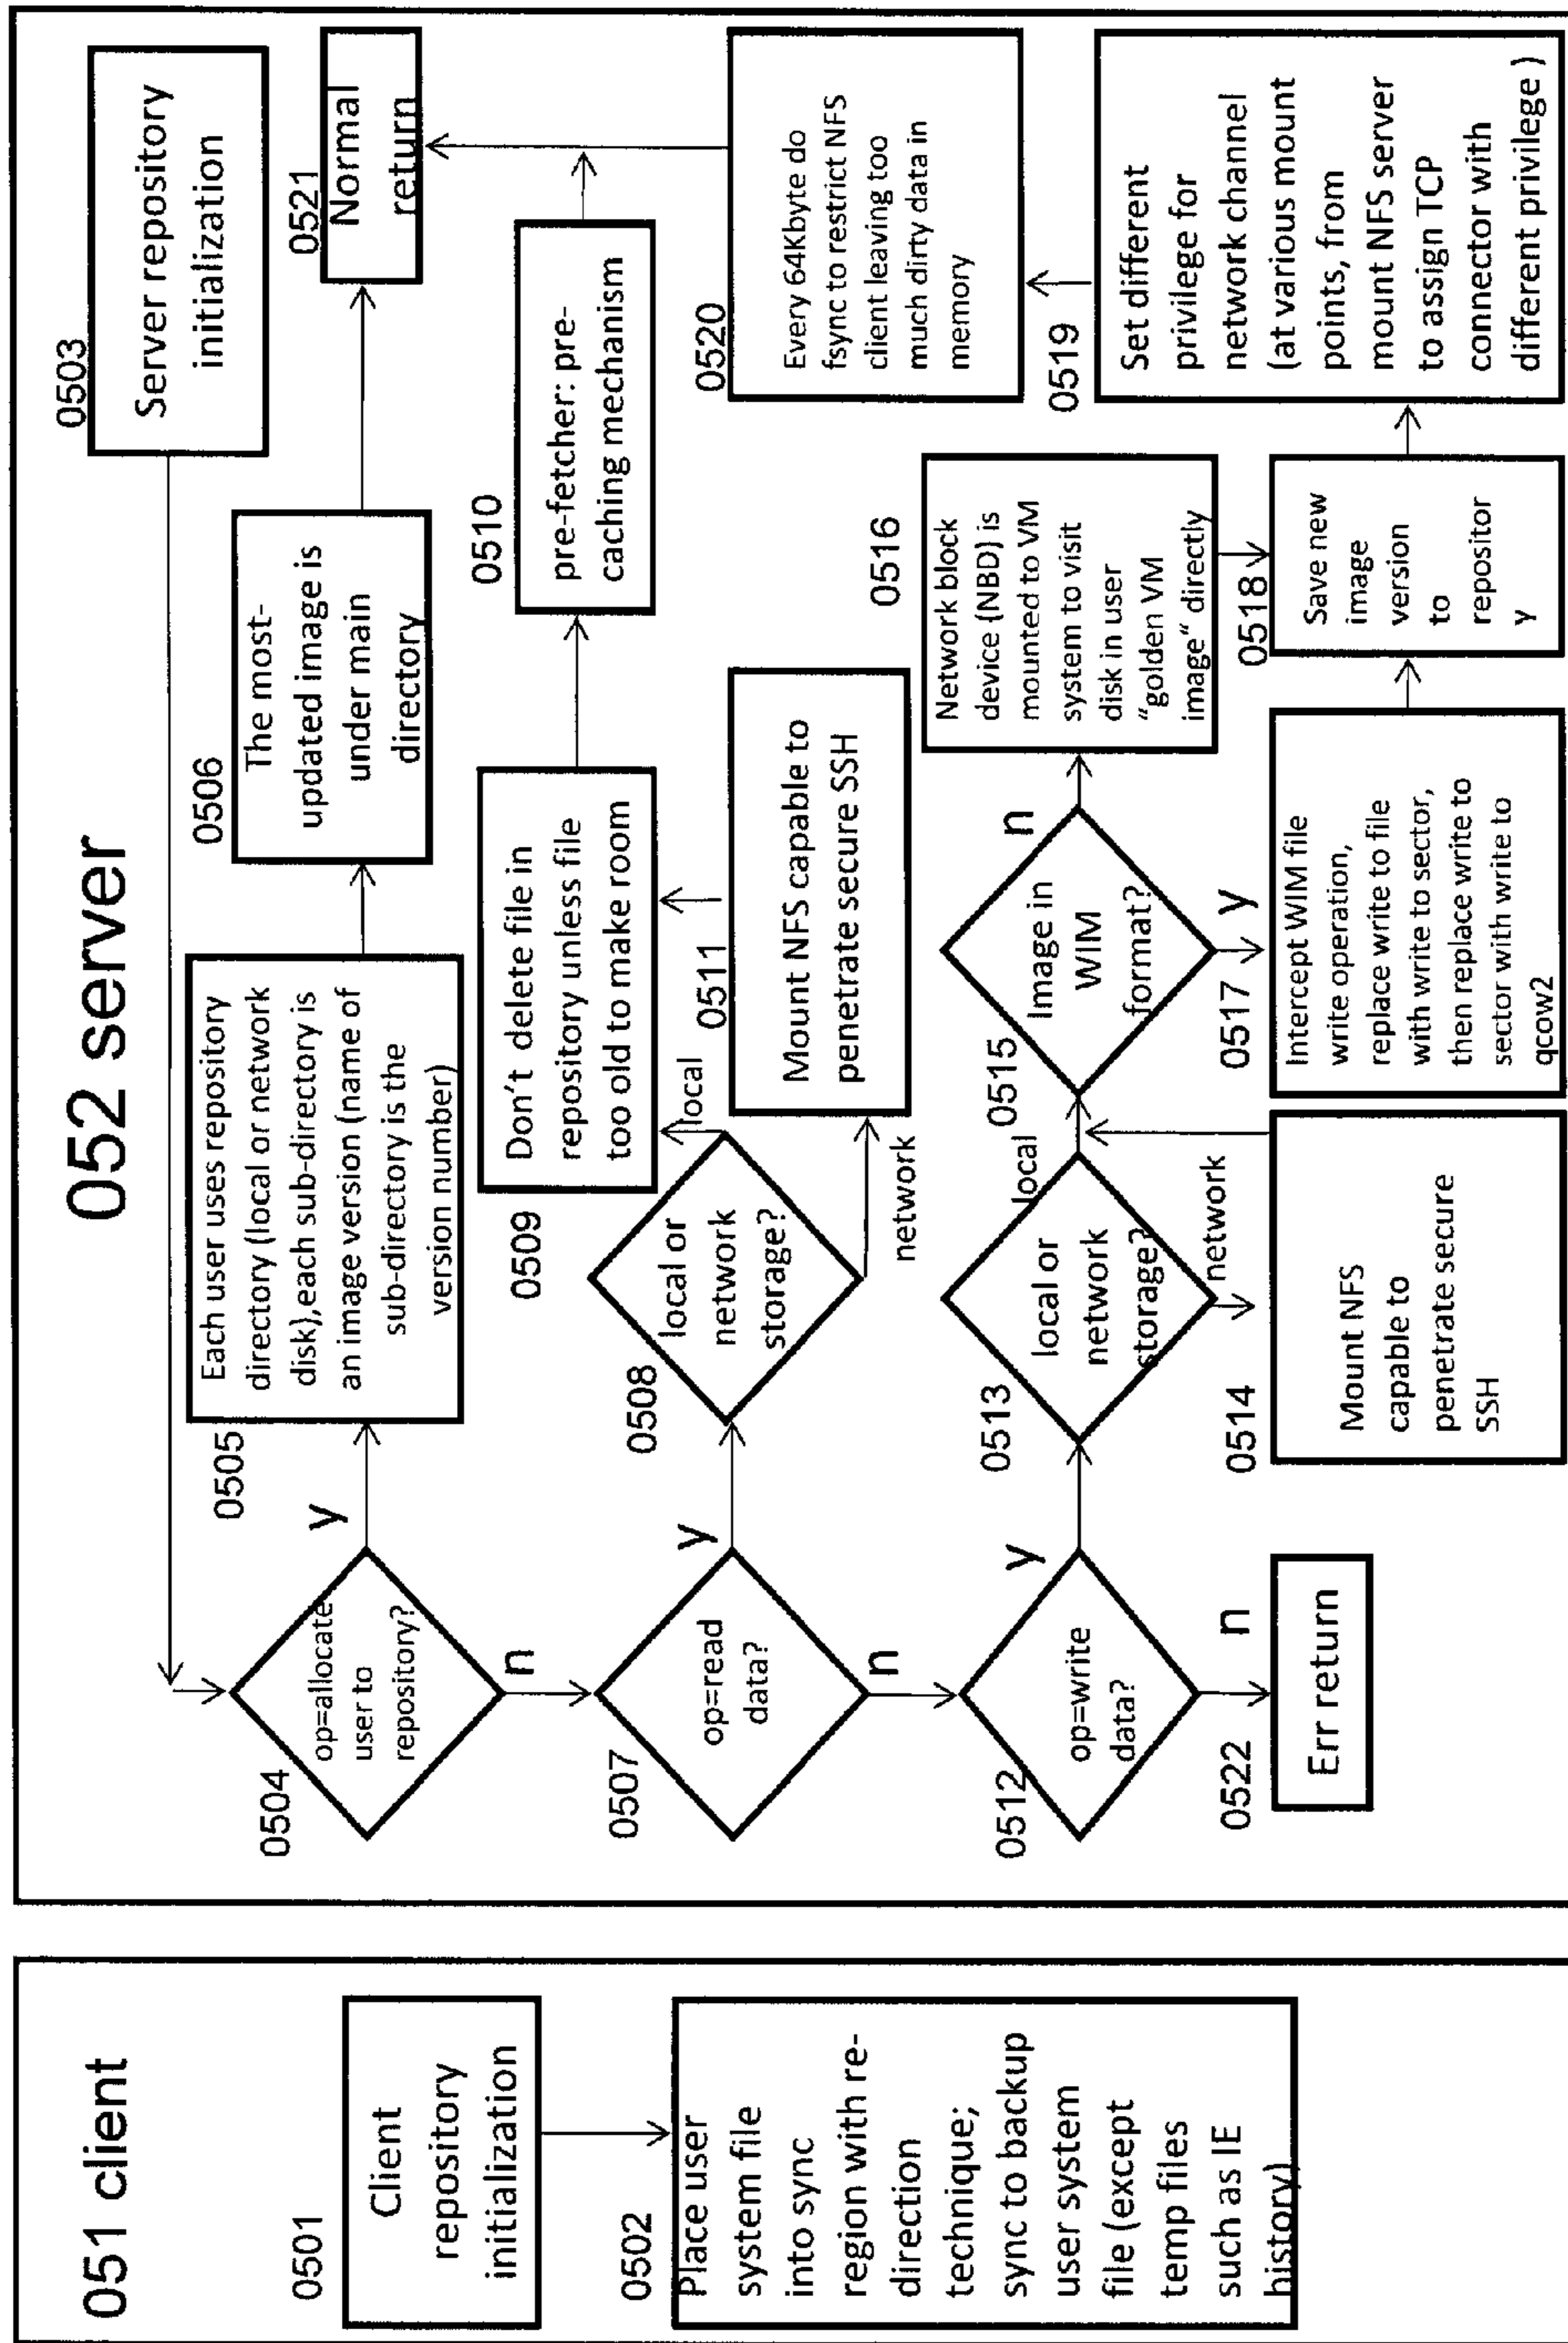 051 client
0501
Client
repository
initialization
0502
Place user
system file
into sync
region with re-
direction
technique;
sync to backup
user system
file (except
temp files
such as IE
history)
052 server
0503
Server repository
initialization
0504
op=allocate
user to
repository?
y
n
0505
Each user uses repository
directory (local or network
disk),each sub-directory is
an image version (name of
sub-directory is the
version number)
0506
The most-
updated image is
under main
directory
0521
Normal
return
0507
op=read
data?
y
n
0508
local or
network
storage?
local
network
0509
Don't delete file in
repository unless file
too old to make room
0510
pre-fetcher: pre-
caching mechanism
0511
Mount NFS capable to
penetrate secure SSH
0512
op=write
data?
y
n
0522
Err return
0513
local or
network
storage?
local
network
0514
Mount NFS
capable to
penetrate secure
SSH
0515
Image in
WIM
format?
n
y
0516
Network block
device (NBD) is
mounted to VM
system to visit
disk in user
"golden VM
image" directly
0517
Intercept WIM file
write operation,
replace write to file
with write to sector,
then replace write to
sector with write to
qcow2
0518
Save new
image
version
to
repositor
y
0519
Set different
privilege for
network channel
(at various mount
points, from
mount NFS server
to assign TCP
connector with
different privilege )
0520
Every 64Kbyte do
fsync to restrict NFS
client leaving too
much dirty data in
memory